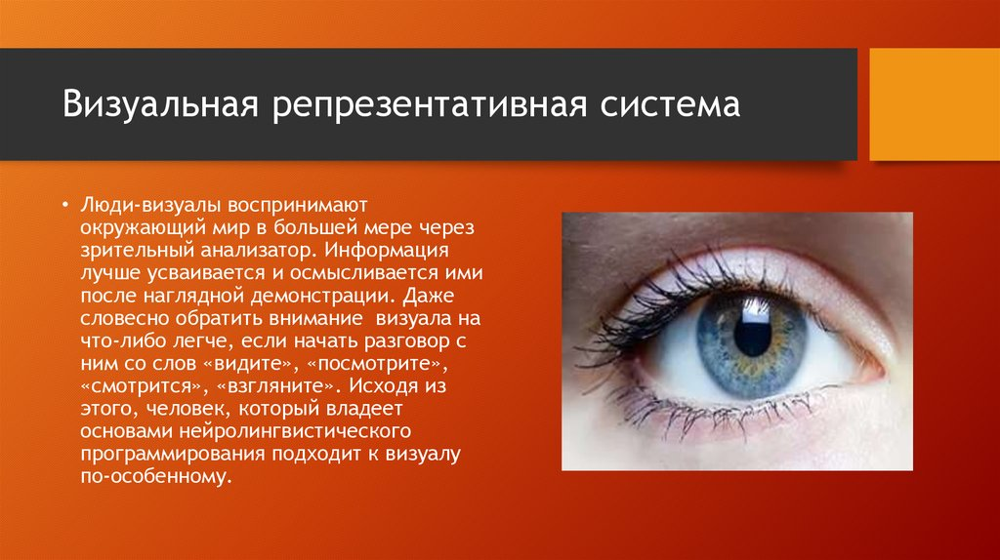 Визуальная репрезентативная система
• Люди-визуалы воспринимают
окружающий мир в большей мере через
зрительный анализатор. Информация
лучше усваивается и осмысливается ими
после наглядной демонстрации. Даже
словесно обратить внимание  визуала на
что-либо легче, если начать разговор с
ним со слов «видите», «посмотрите»,
«смотрится», «взгляните». Исходя из
этого, человек, который владеет
основами нейролингвистического
программирования подходит к визуалу
по-особенному.